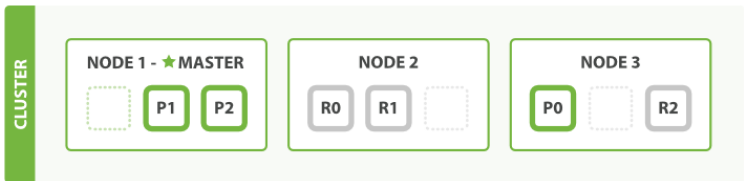 CLUSTER
NODE 1 - ★ MASTER
P1 P2
NODE 2
R0 R1
NODE 3
P0 R2